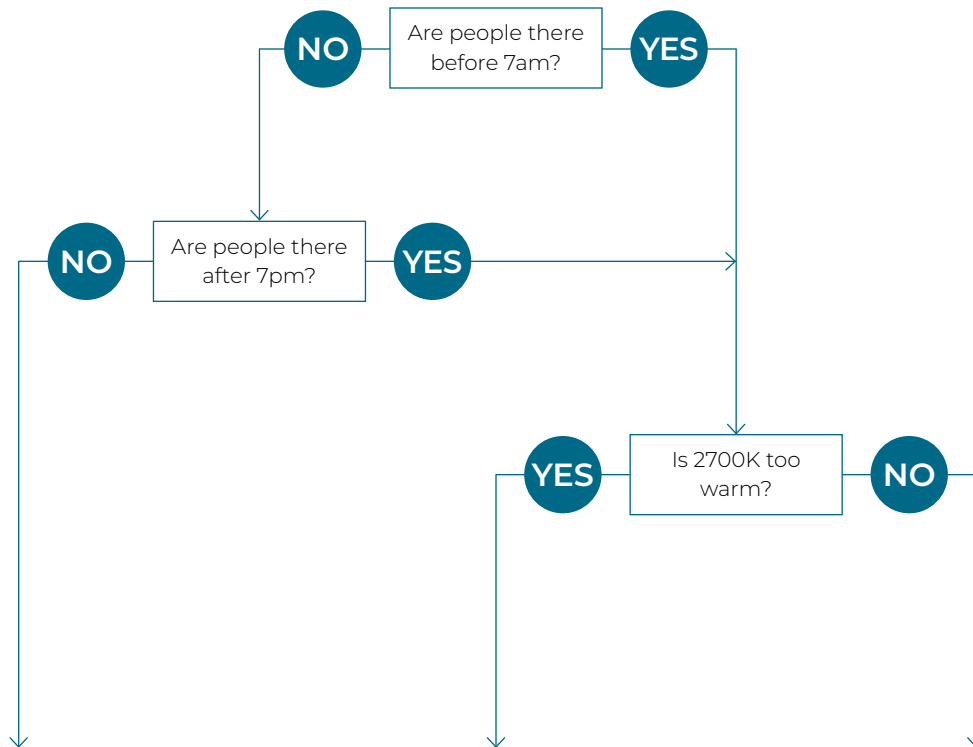 NO
Are people there
before 7am?
YES
NO
Are people there
after 7pm?
YES
YES
Is 2700K too
warm?
NO